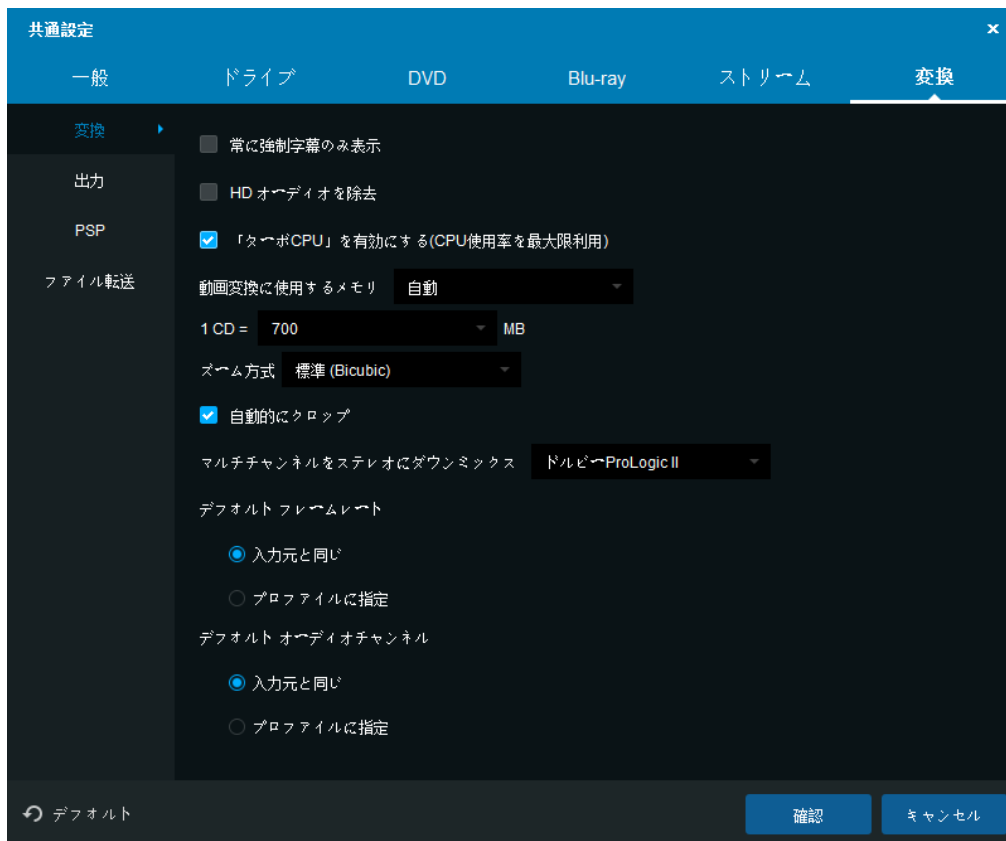 共通設定
一般 ドライブ DVD Blu-ray ストリーム 変換
変換
出力
PSP
ファイル転送
常に強制字幕のみ表示
HD オーディオを除去
「ターボCPU」を有効にする(CPU使用率を最大限利用)
動画変換に使用するメモリ 自動
1 CD = 700 MB
ズーム方式 標準 (Bicubic)
自動的にクロップ
マルチチャンネルをステレオにダウンミックス ドルビーProLogic II
デフォルト フレームレート
入力元と同じ
プロファイルに指定
デフォルト オーディオチャンネル
入力元と同じ
プロファイルに指定
デフォルト 確認 キャンセル